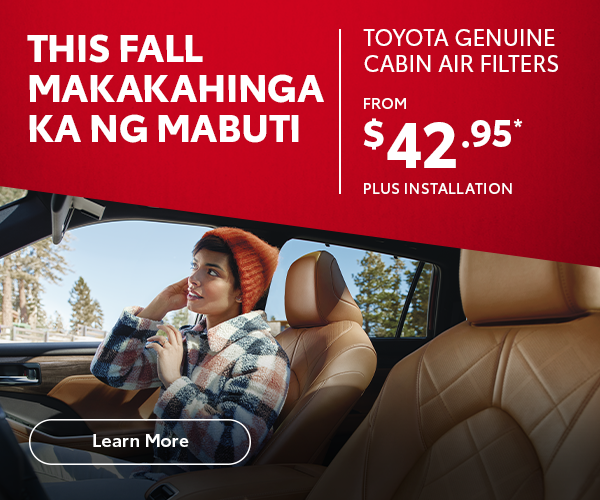 THIS FALL
MAKAKAHINGA
KA NG MABUTI
TOYOTA GENUINE
CABIN AIR FILTERS
FROM
$42.95*
PLUS INSTALLATION
Learn More